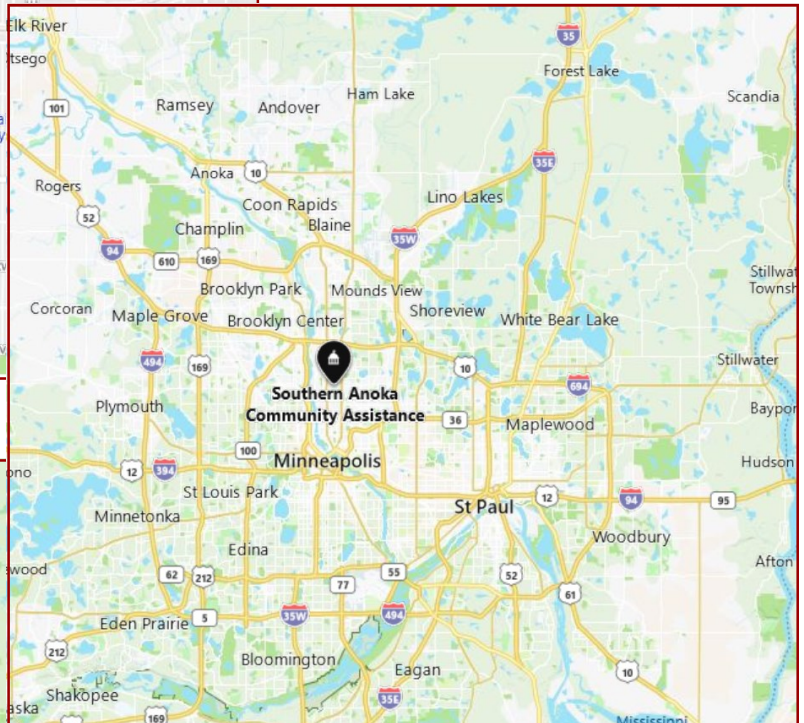 Elk River
35
Forest Lake
101
Ramsey
Andover
Ham Lake
Scandia
35E
Anoka
10
Rogers
Coon Rapids
Lino Lakes
52
Champlin
Blaine
35W
94
610
169
Brooklyn Park
Mounds View
Corcoran
Maple Grove
Brooklyn Center
Shoreview
White Bear Lake
494
169
10
Stillwater
694
Southern Anoka
Community Assistance
Plymouth
36
Maplewood
100
Minneapolis
12
394
Hudson
St Louis Park
St Paul
12
94
95
Minnetonka
Woodbury
Edina
Afton
62
212
77
55
52
61
Eden Prairie
5
35W
494
212
Bloomington
Eagan
10
Shakopee
35E
169
Mississippi